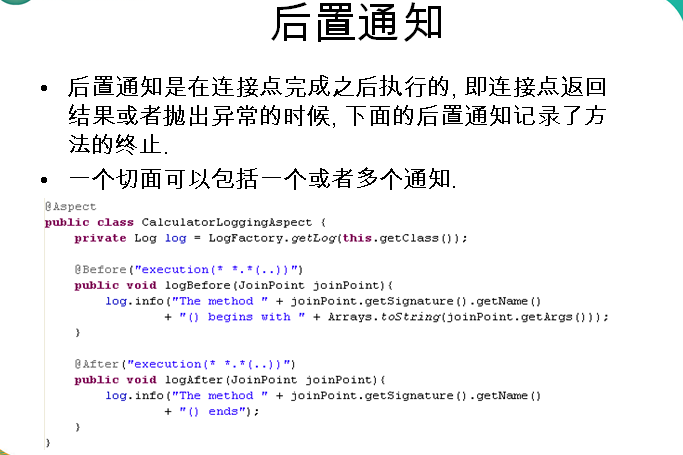 后置通知
• 后置通知是在连接点完成之后执行的, 即连接点返回
结果或者抛出异常的时候, 下面的后置通知记录了方
法的终止.
• 一个切面可以包括一个或者多个通知.
@Aspect
public class CalculatorLoggingAspect {
    private Log log = LogFactory.getLog(this.getClass());

    @Before("execution(* *.*(..))")
    public void logBefore(JoinPoint joinPoint){
        log.info("The method " + joinPoint.getSignature().getName()
                + "() begins with " + Arrays.toString(joinPoint.getArgs()));
    }

    @After("execution(* *.*(..))")
    public void logAfter(JoinPoint joinPoint){
        log.info("The method " + joinPoint.getSignature().getName()
                + "() ends");
    }
}